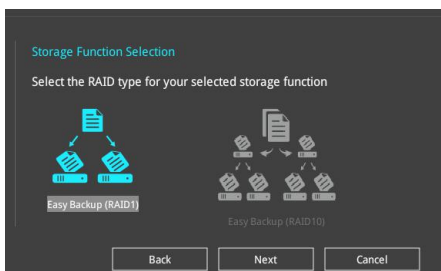 Storage Function Selection
Select the RAID type for your selected storage function
Easy Backup (RAID1)
Easy Backup (RAID10)
Back
Next
Cancel